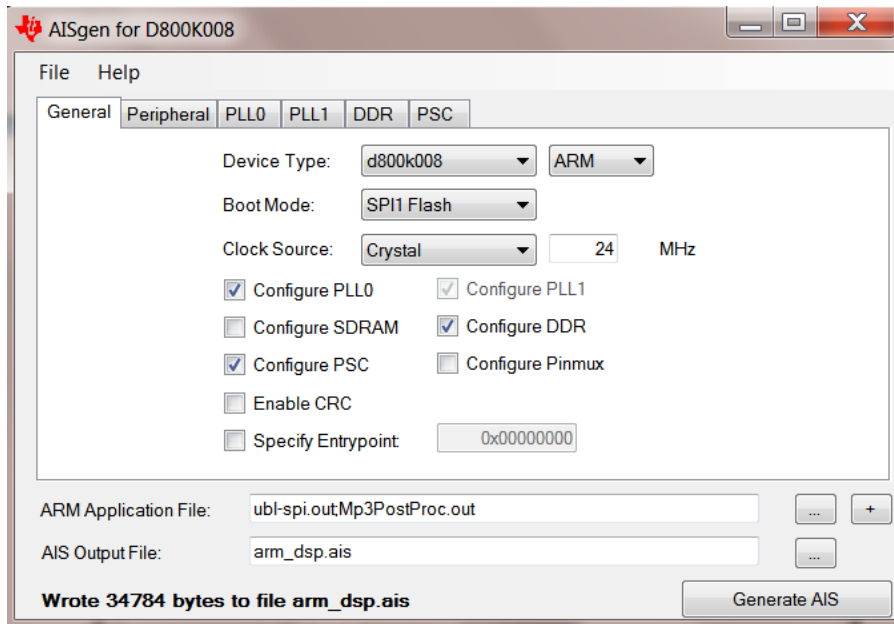 AISgen for D800K008
File Help
General Peripheral PLL0 PLL1 DDR PSC
Device Type: d800k008 ARM
Boot Mode: SPI1 Flash
Clock Source: Crystal 24 MHz
Configure PLL0 Configure PLL1
Configure SDRAM Configure DDR
Configure PSC Configure Pinmux
Enable CRC
Specify Entrypoint: 0x00000000
ARM Application File: ubl-spi.out;Mp3PostProc.out ... +
AIS Output File: arm_dsp.ais ...
Wrote 34784 bytes to file arm_dsp.ais Generate AIS